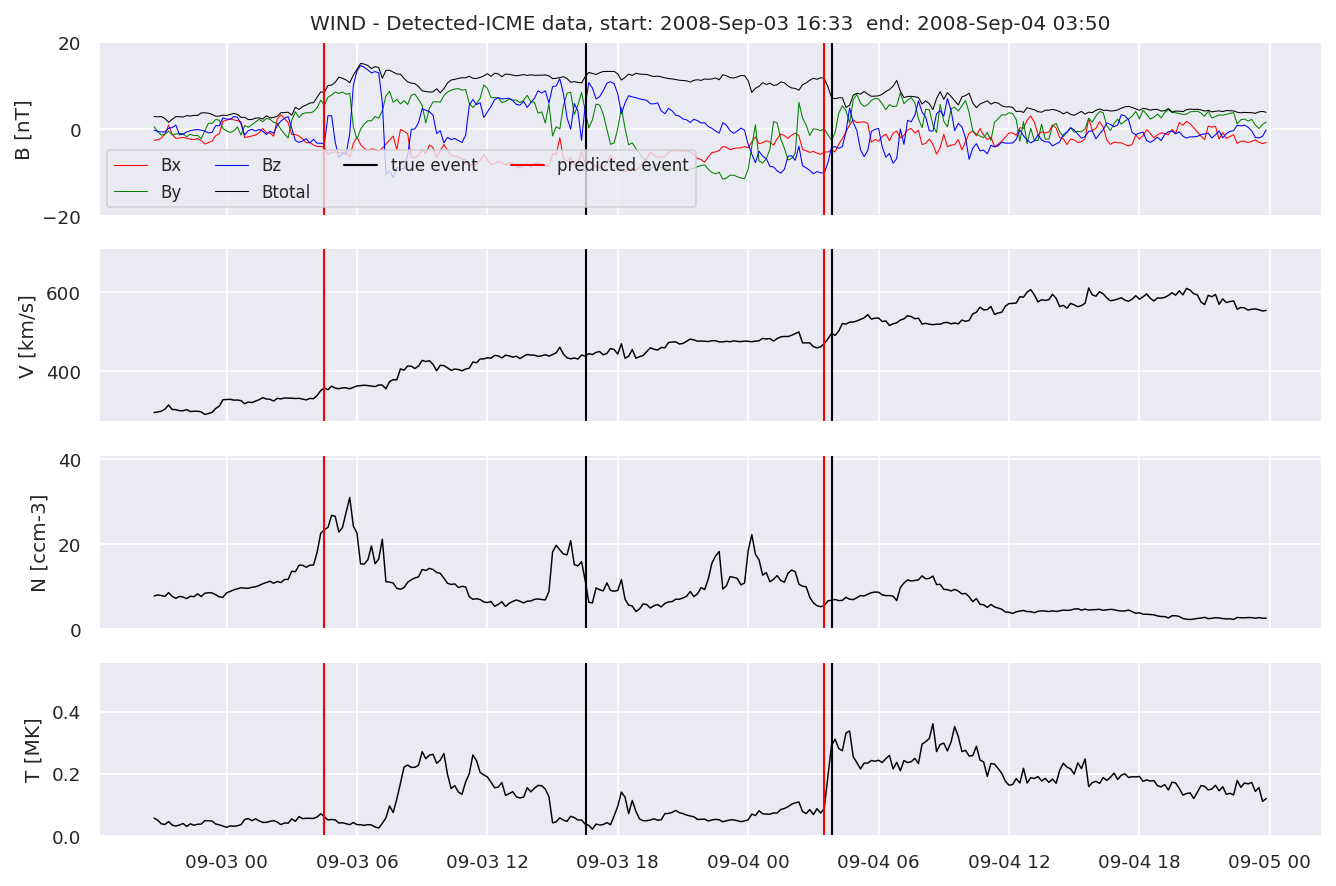 WIND - Detected-ICME data, start: 2008-Sep-03 16:33  end: 2008-Sep-04 03:50
20
0
−20
B [nT]
Bx
By
Bz
Btotal
true event
predicted event
600
400
V [km/s]
40
20
0
N [ccm-3]
0.4
0.2
0.0
T [MK]
09-03 00 09-03 06 09-03 12 09-03 18 09-04 00 09-04 06 09-04 12 09-04 18 09-05 00